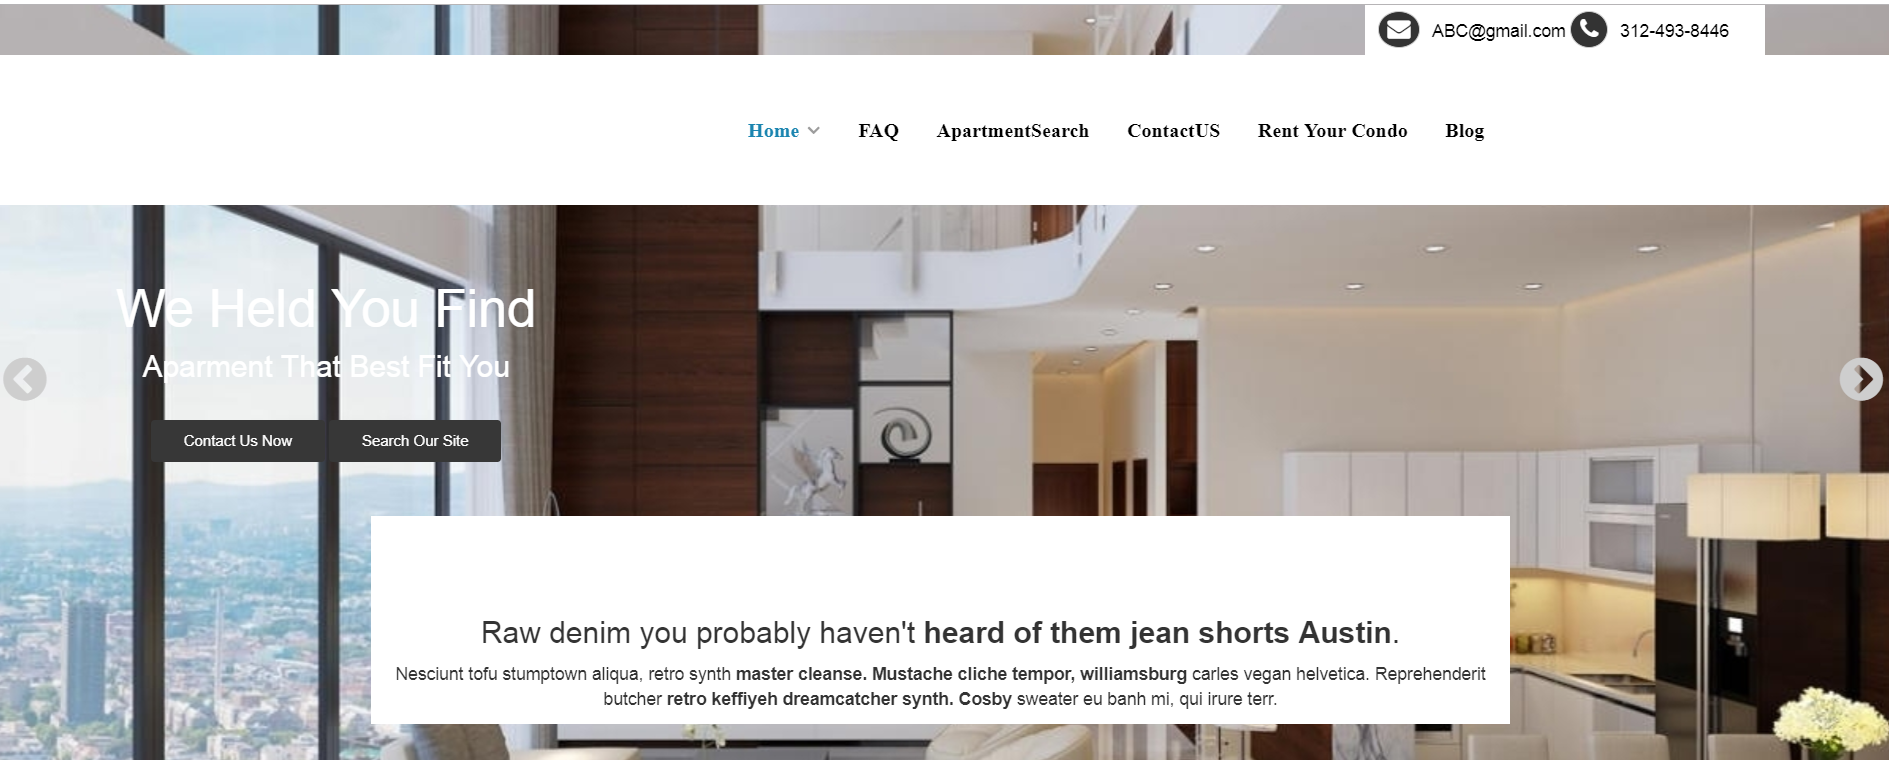 ABC@gmail.com 312-493-8446
Home FAQ ApartmentSearch ContactUS Rent Your Condo Blog
We Held You Find
Aparment That Best Fit You
Contact Us Now Search Our Site
Raw denim you probably haven't heard of them jean shorts Austin.
Nesciunt tofu stumptown aliqua, retro synth master cleanse. Mustache cliche tempor, williamsburg carles vegan helvetica. Reprehenderit
butcher retro keffiyeh dreamcatcher synth. Cosby sweater eu banh mi, qui irure terr.